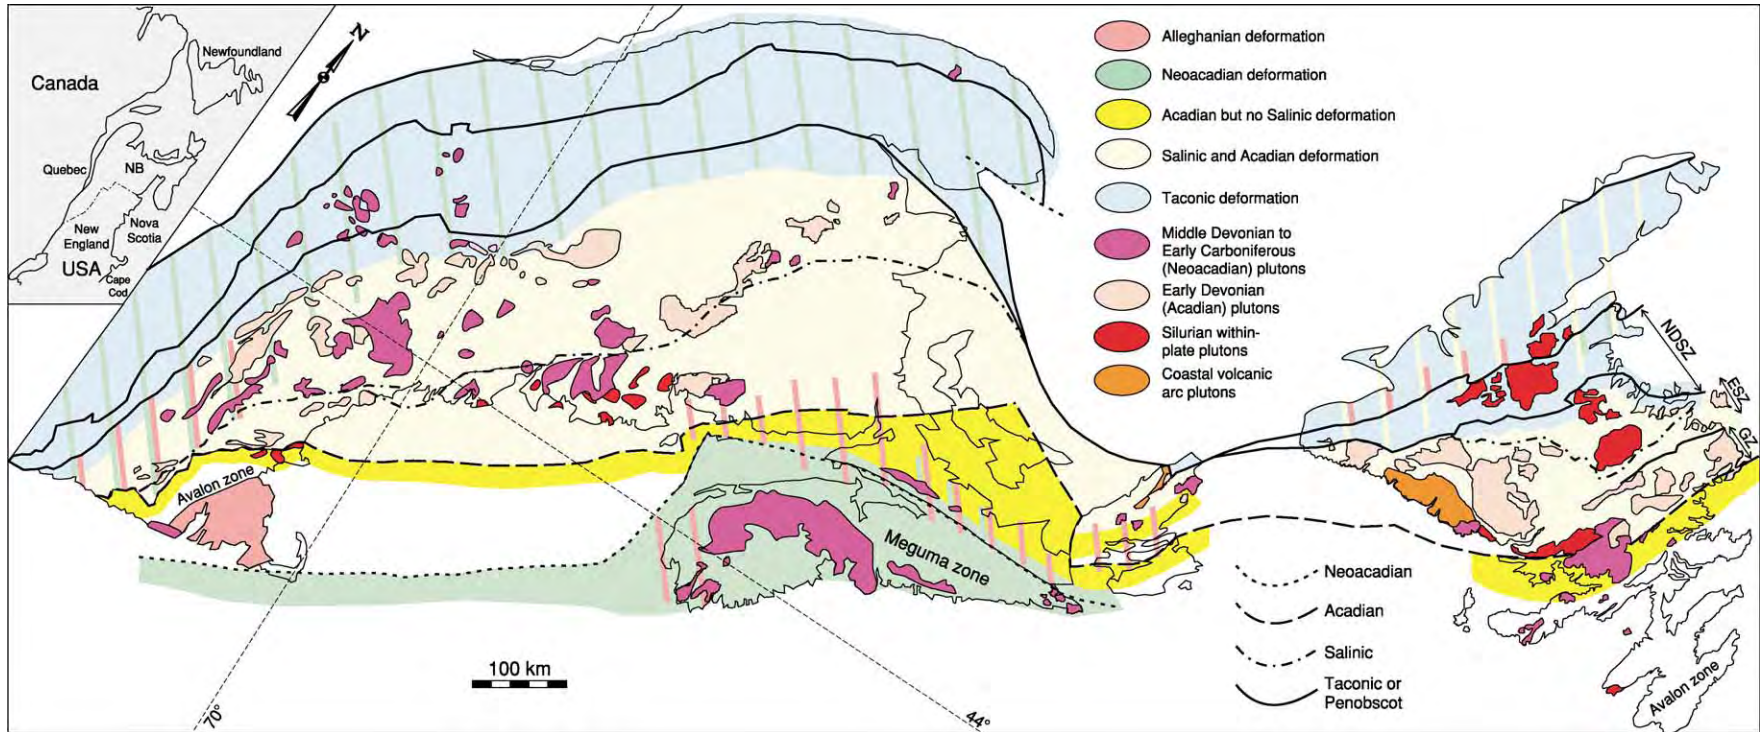 Canada
Newfoundland
Quebec
NB
Nova
Scotia
New
England
USA
Cape
Cod
N
Alleghanian deformation
Neoacadian deformation
Acadian but no Salinic deformation
Salinic and Acadian deformation
Taconic deformation
Middle Devonian to
Early Carboniferous
(Neoacadian) plutons
Early Devonian
(Acadian) plutons
Silurian within-
plate plutons
Coastal volcanic
arc plutons
NDSZ
ESZ
GZ
Avalon zone
Meguma zone
Neoacadian
Acadian
Salinic
Taconic or
Penobscot
Avalon zone
100 km
70°
44°